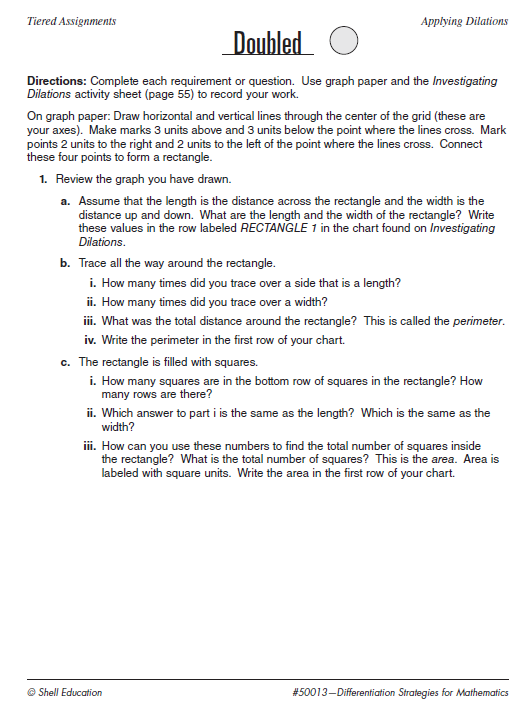 Tiered Assignments Applying Dilations
Doubled
Directions: Complete each requirement or question. Use graph paper and the Investigating
Dilations activity sheet (page 55) to record your work.
On graph paper: Draw horizontal and vertical lines through the center of the grid (these are
your axes). Make marks 3 units above and 3 units below the point where the lines cross. Mark
points 2 units to the right and 2 units to the left of the point where the lines cross. Connect
these four points to form a rectangle.
1. Review the graph you have drawn.
a. Assume that the length is the distance across the rectangle and the width is the
distance up and down. What are the length and the width of the rectangle? Write
these values in the row labeled RECTANGLE 1 in the chart found on Investigating
Dilations.
b. Trace all the way around the rectangle.
i. How many times did you trace over a side that is a length?
ii. How many times did you trace over a width?
iii. What was the total distance around the rectangle? This is called the perimeter.
iv. Write the perimeter in the first row of your chart.
c. The rectangle is filled with squares.
i. How many squares are in the bottom row of squares in the rectangle? How
many rows are there?
ii. Which answer to part i is the same as the length? Which is the same as the
width?
iii. How can you use these numbers to find the total number of squares inside
the rectangle? What is the total number of squares? This is the area. Area is
labeled with square units. Write the area in the first row of your chart.
© Shell Education #50013—Differentiation Strategies for Mathematics